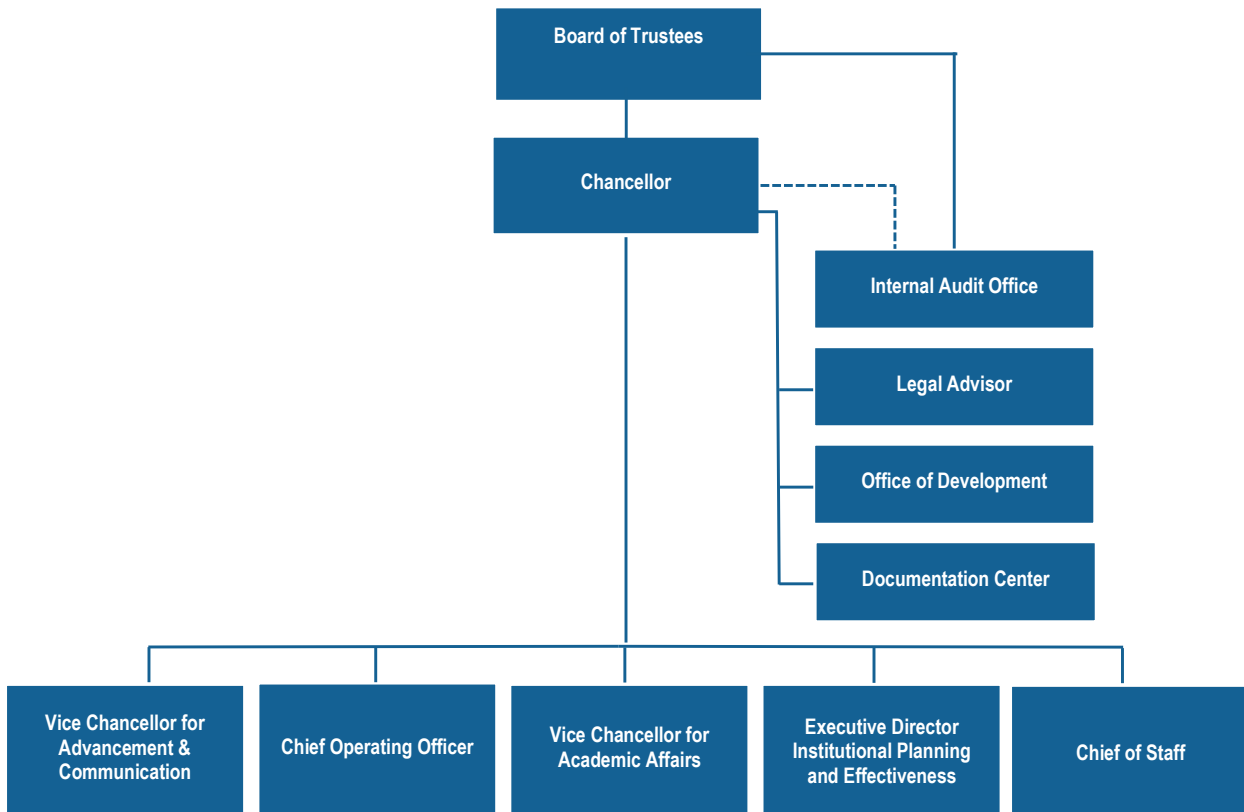 Board of Trustees
Chancellor
Internal Audit Office
Legal Advisor
Office of Development
Documentation Center
Vice Chancellor for
Advancement &
Communication
Chief Operating Officer
Vice Chancellor for
Academic Affairs
Executive Director
Institutional Planning
and Effectiveness
Chief of Staff